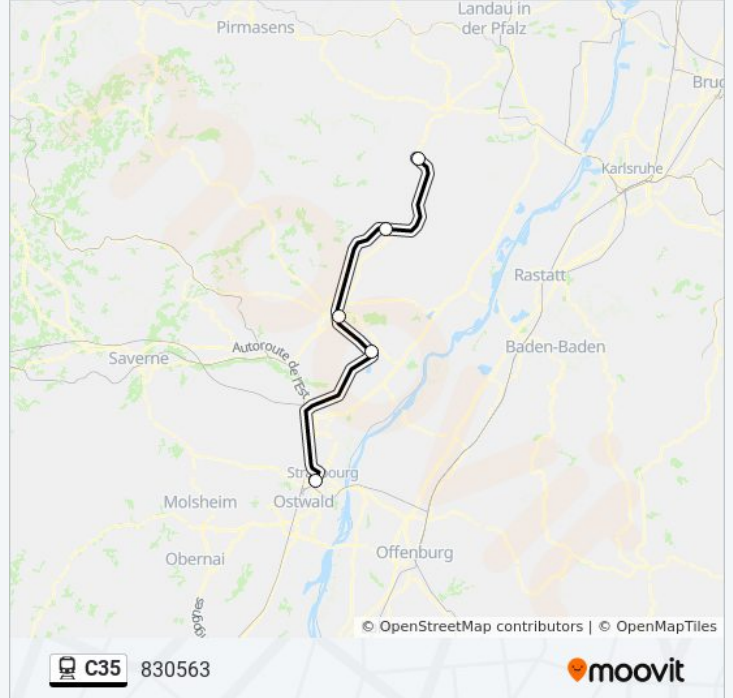 Landau in
der Pfalz
Pirmasens
Bruc
Karlsruhe
Rastatt
Baden-Baden
Autoroute de l'Est
Saverne
Strasbourg
Molsheim
Ostwald
Offenburg
Obernai
© OpenStreetMap contributors | © OpenMapTiles
C35 830563
moovit